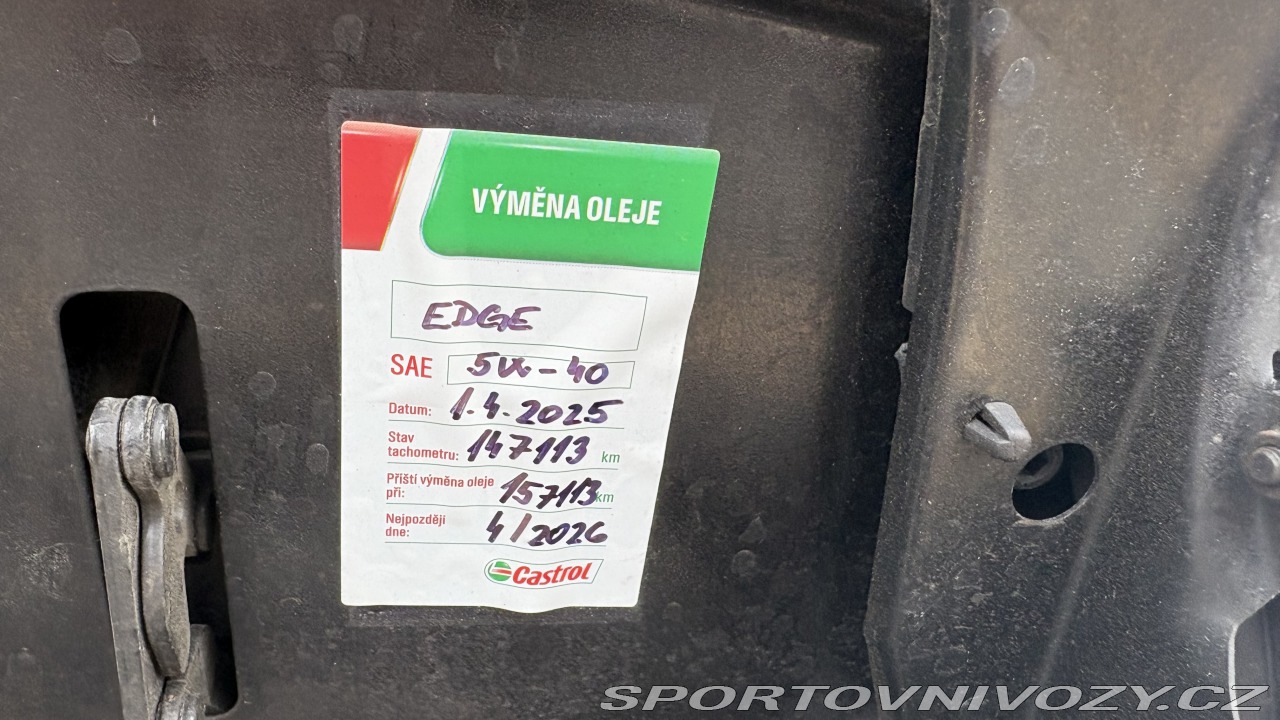 VÝMĚNA OLEJE
EDGE
SAE 5W-40
Datum: 1.4.2025
Stav
tachometru: 147113 km
Příští výměna oleje
při: 157113 km
Nejpozději
dne: 4/2026
Castrol
SPORTOVNIVOZY.CZ